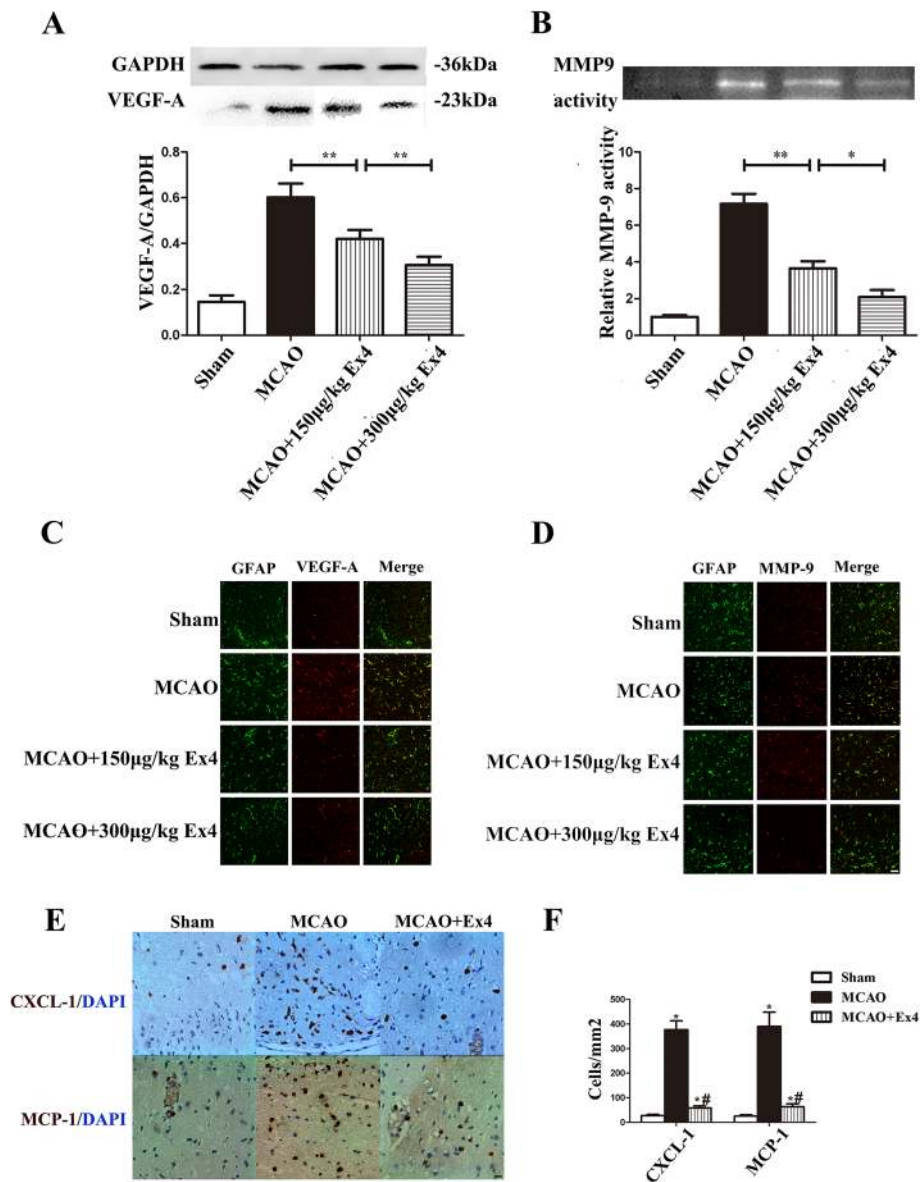 A
GAPDH -36kDa
VEGF-A -23kDa
** **
VEGF-A/GAPDH
0.8
0.6
0.4
0.2
0.0
Sham
MCAO
MCAO+150μg/kg Ex4
MCAO+300μg/kg Ex4
B
MMP9
activity
** *
Relative MMP-9 activity
10
8
6
4
2
0
Sham
MCAO
MCAO+150μg/kg Ex4
MCAO+300μg/kg Ex4
C
GFAP VEGF-A Merge
Sham
MCAO
MCAO+150μg/kg Ex4
MCAO+300μg/kg Ex4
D
GFAP MMP-9 Merge
Sham
MCAO
MCAO+150μg/kg Ex4
MCAO+300μg/kg Ex4
E
Sham MCAO MCAO+Ex4
CXCL-1/DAPI
MCP-1/DAPI
F
Sham
MCAO
MCAO+Ex4
Cells/mm2
500
400
300
200
100
0
* *
*# *#
CXCL-1
MCP-1